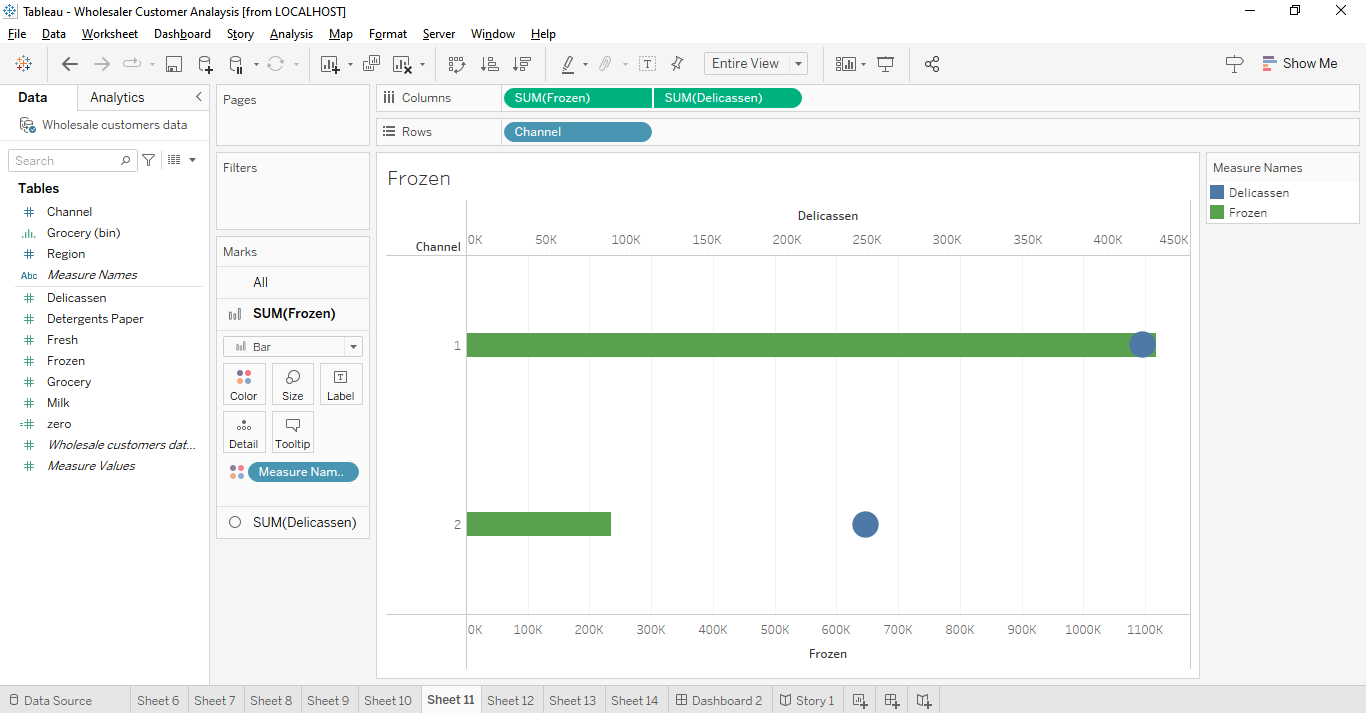 Tableau - Wholesaler Customer Analaysis [from LOCALHOST]
File Data Worksheet Dashboard Story Analysis Map Format Server Window Help
Entire View
Show Me
Data Analytics
Wholesale customers data
Search
Tables
Channel
Grocery (bin)
Region
Measure Names
Delicassen
Detergents Paper
Fresh
Frozen
Grocery
Milk
zero
Wholesale customers dat...
Measure Values
Pages
Filters
Marks
All
SUM(Frozen)
Bar
Color Size Label
Detail Tooltip
Measure Nam..
SUM(Delicassen)
Columns SUM(Frozen) SUM(Delicassen)
Rows Channel
Frozen
Delicassen
Channel 0K 50K 100K 150K 200K 250K 300K 350K 400K 450K
1
2
0K 100K 200K 300K 400K 500K 600K 700K 800K 900K 1000K 1100K
Frozen
Measure Names
Delicassen
Frozen
Data Source Sheet 6 Sheet 7 Sheet 8 Sheet 9 Sheet 10 Sheet 11 Sheet 12 Sheet 13 Sheet 14 Dashboard 2 Story 1